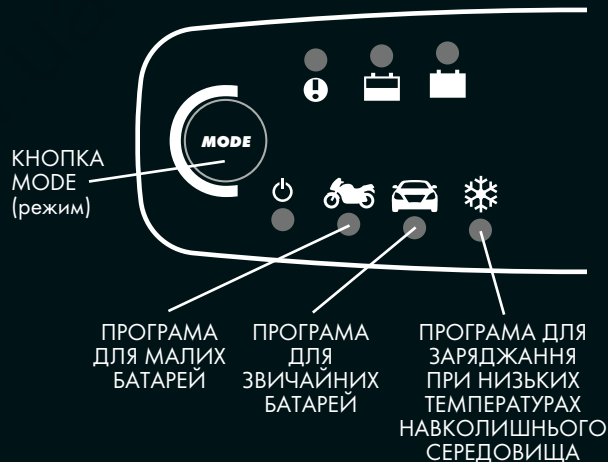 MODE
КНОПКА
MODE
(режим)
ПРОГРАМА
ДЛЯ МАЛИХ
БАТАРЕЙ
ПРОГРАМА
ДЛЯ
ЗВИЧАЙНИХ
БАТАРЕЙ
ПРОГРАМА ДЛЯ
ЗАРЯДЖАННЯ
ПРИ НИЗЬКИХ
ТЕМПЕРАТУРАХ
НАВКОЛИШНЬОГО
СЕРЕДОВИЩА